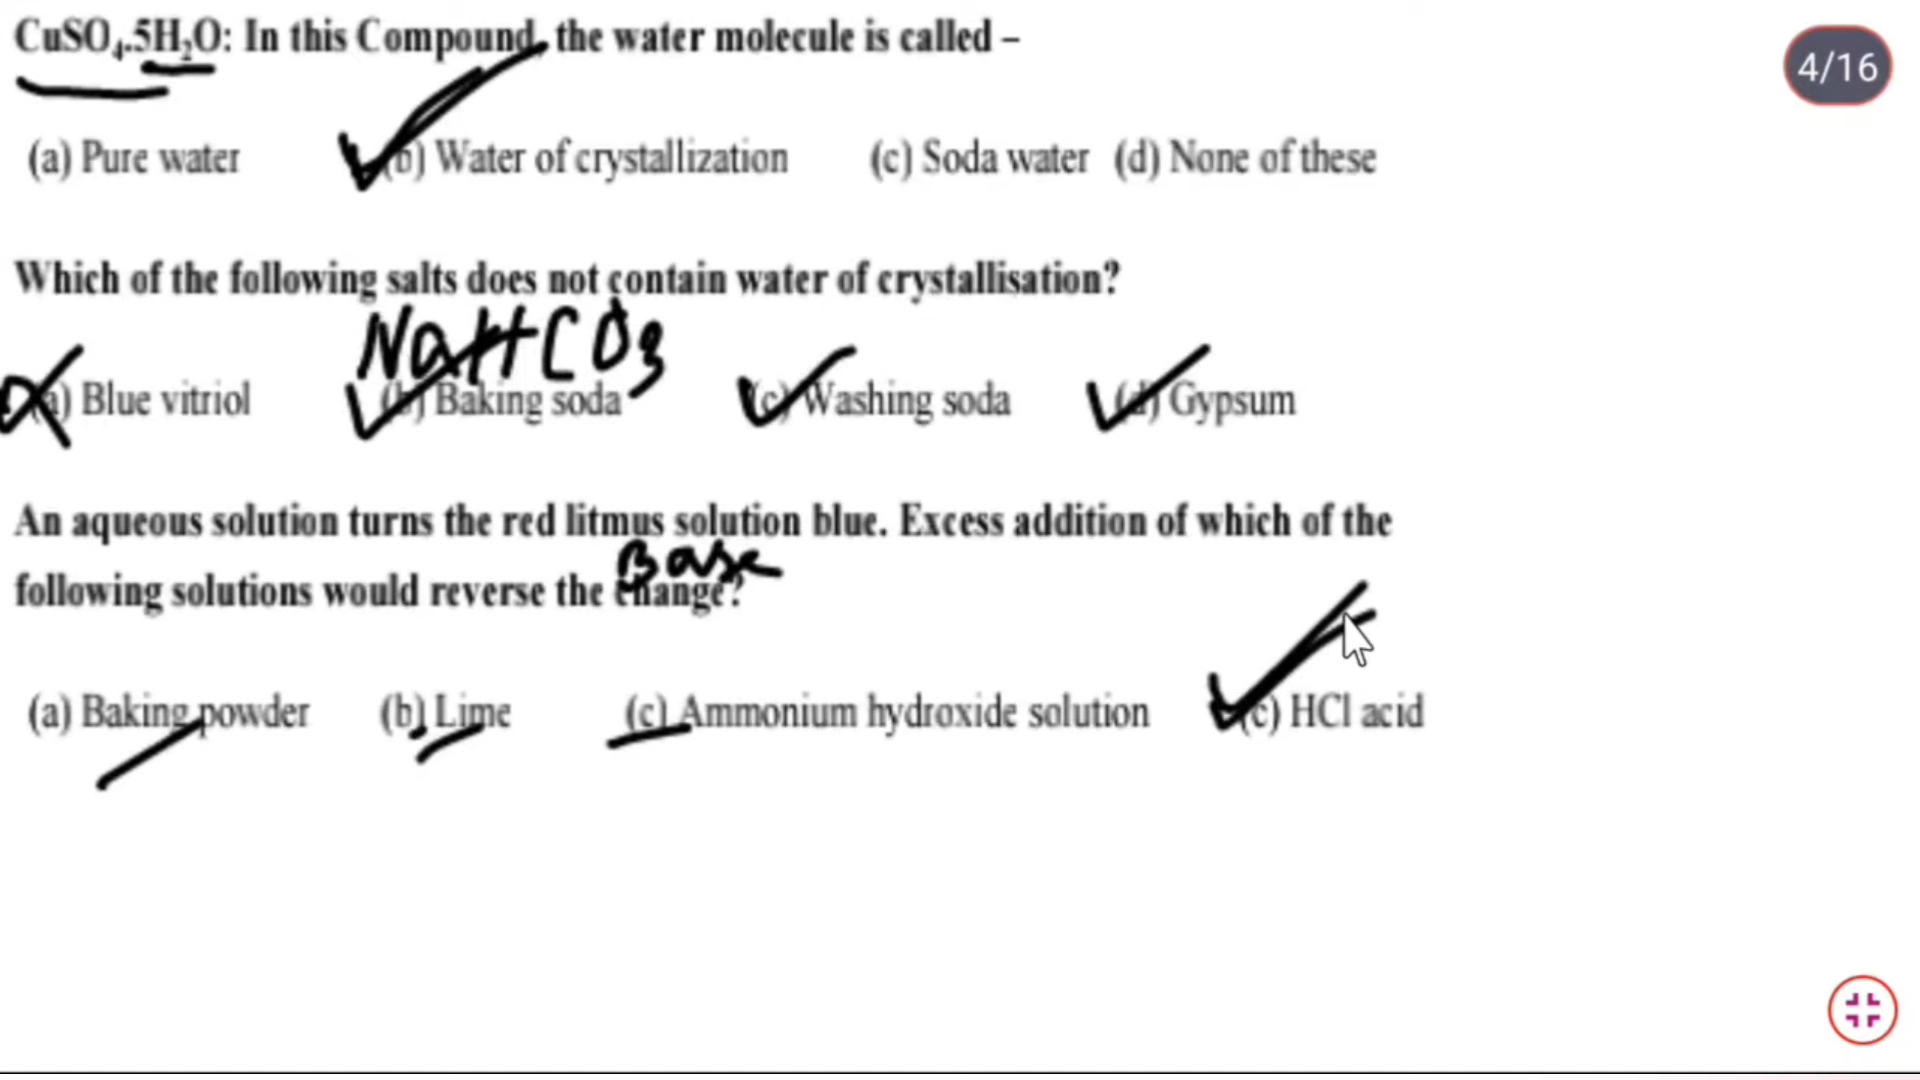 CuSO₄.5H₂O: In this Compound, the water molecule is called –
4/16
(a) Pure water (b) Water of crystallization (c) Soda water (d) None of these
Which of the following salts does not contain water of crystallisation?
NaHCO3
(a) Blue vitriol (b) Baking soda (c) Washing soda (d) Gypsum
An aqueous solution turns the red litmus solution blue. Excess addition of which of the
Base
following solutions would reverse the change?
(a) Baking powder (b) Lime (c) Ammonium hydroxide solution (c) HCl acid